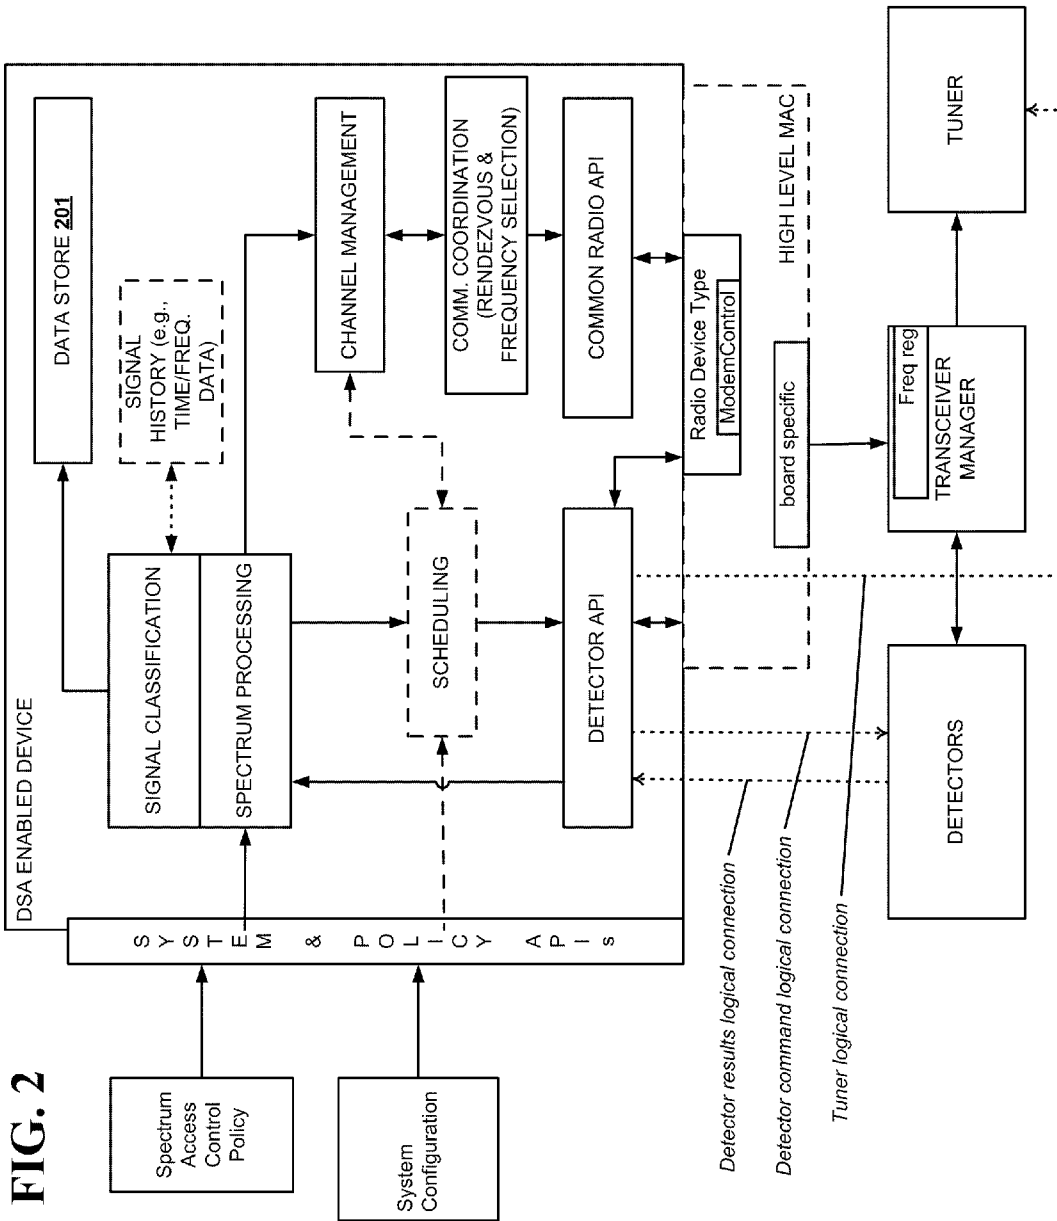 FIG. 2
DSA ENABLED DEVICE
Spectrum
Access
Control
Policy
System
Configuration
SYSTEM & POLICY APIs
SIGNAL CLASSIFICATION
SPECTRUM PROCESSING
DATA STORE 201
SIGNAL
HISTORY (e.g.,
TIME/FREQ.
DATA)
SCHEDULING
CHANNEL MANAGEMENT
COMM. COORDINATION
(RENDEZVOUS &
FREQUENCY SELECTION)
DETECTOR API
COMMON RADIO API
Radio Device Type
ModemControl
HIGH LEVEL MAC
board specific
Detector results logical connection
Detector command logical connection
Tuner logical connection
DETECTORS
Freq reg
TRANSCEIVER
MANAGER
TUNER